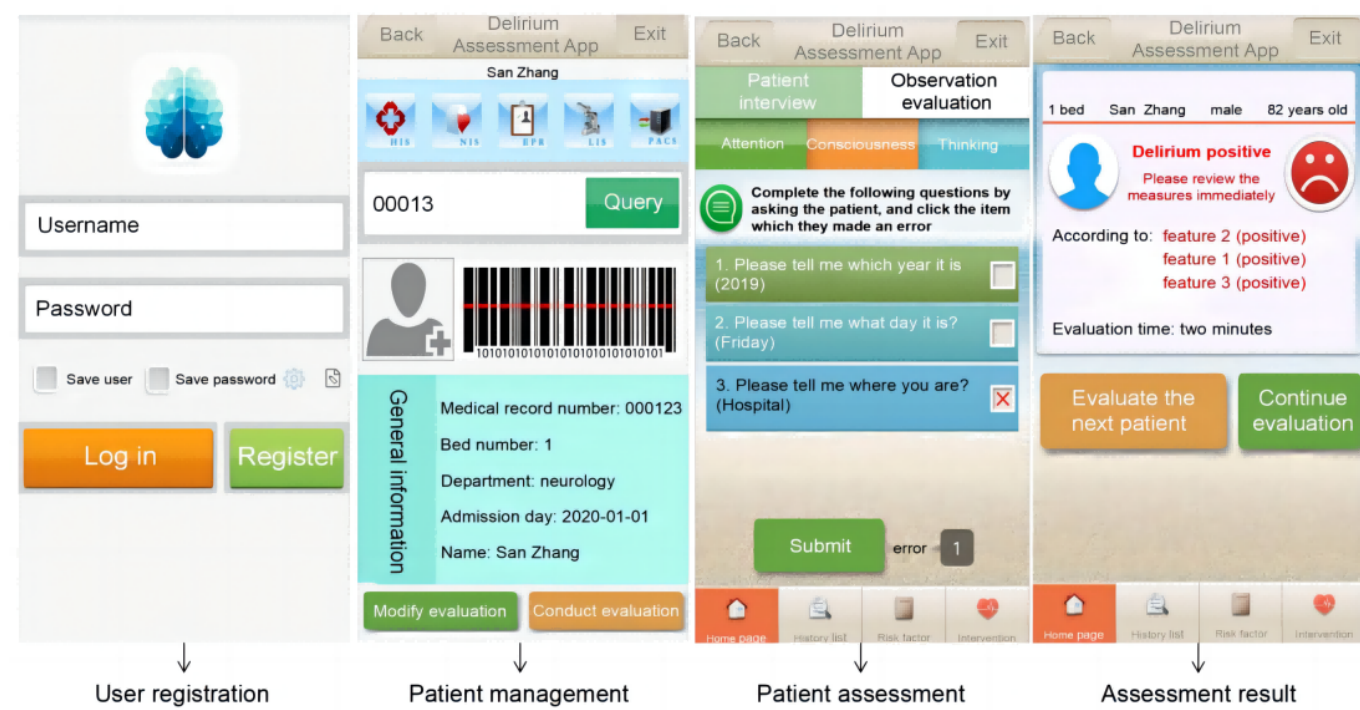 Username
Password
Save user
Save password
Log in
Register
User registration
Back
Delirium
Assessment App
Exit
San Zhang
HIS
NIS
EPR
LIS
PACS
00013
Query
10101010101010101010101010101
General information
Medical record number: 000123
Bed number: 1
Department: neurology
Admission day: 2020-01-01
Name: San Zhang
Modify evaluation
Conduct evaluation
Patient management
Back
Delirium
Assessment App
Exit
Patient
interview
Observation
evaluation
Attention
Consciousness
Thinking
Complete the following questions by
asking the patient, and click the item
which they made an error
1. Please tell me which year it is
(2019)
2. Please tell me what day it is?
(Friday)
3. Please tell me where you are?
(Hospital)
Submit
error
1
Home page
History list
Risk factor
Intervention
Patient assessment
Back
Delirium
Assessment App
Exit
1 bed San Zhang male 82 years old
Delirium positive
Please review the
measures immediately
According to: feature 2 (positive)
feature 1 (positive)
feature 3 (positive)
Evaluation time: two minutes
Evaluate the
next patient
Continue
evaluation
Home page
History list
Risk factor
Intervention
Assessment result